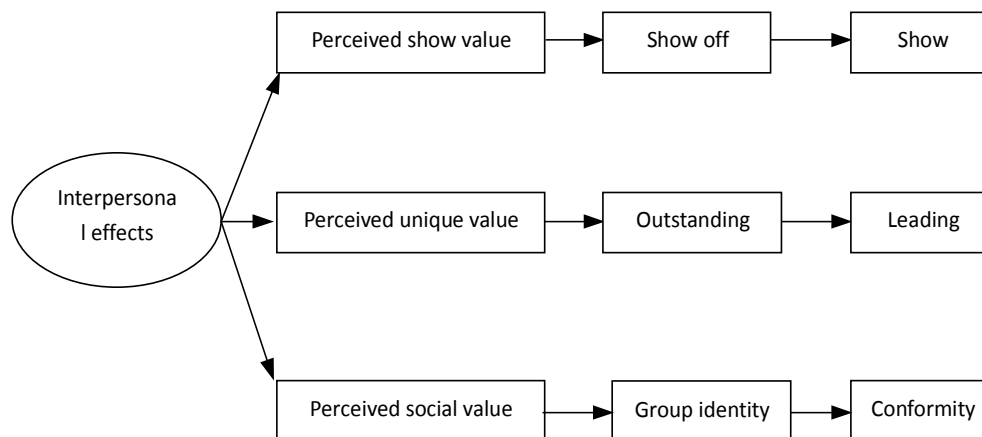 Perceived show value
Show off
Show
Interpersona
l effects
Perceived unique value
Outstanding
Leading
Perceived social value
Group identity
Conformity